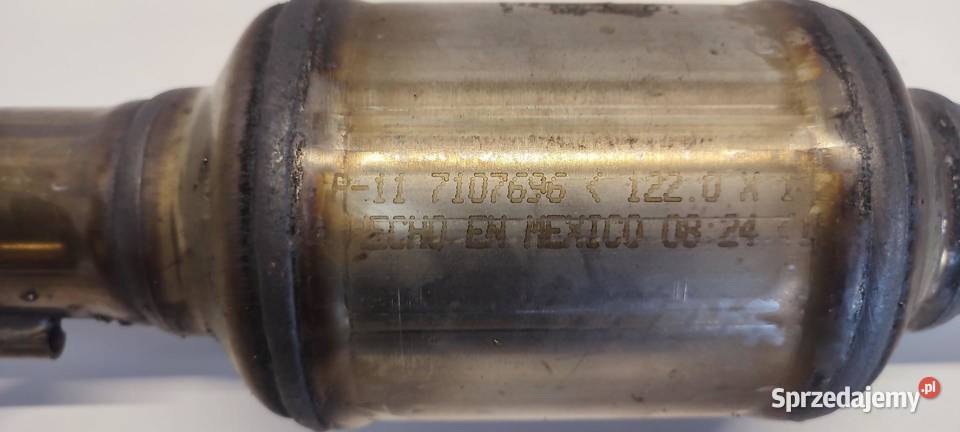 -11 7107696 < 122.0 X
HECHO EN MEXICO 08:24
Sprzedajemy.pl